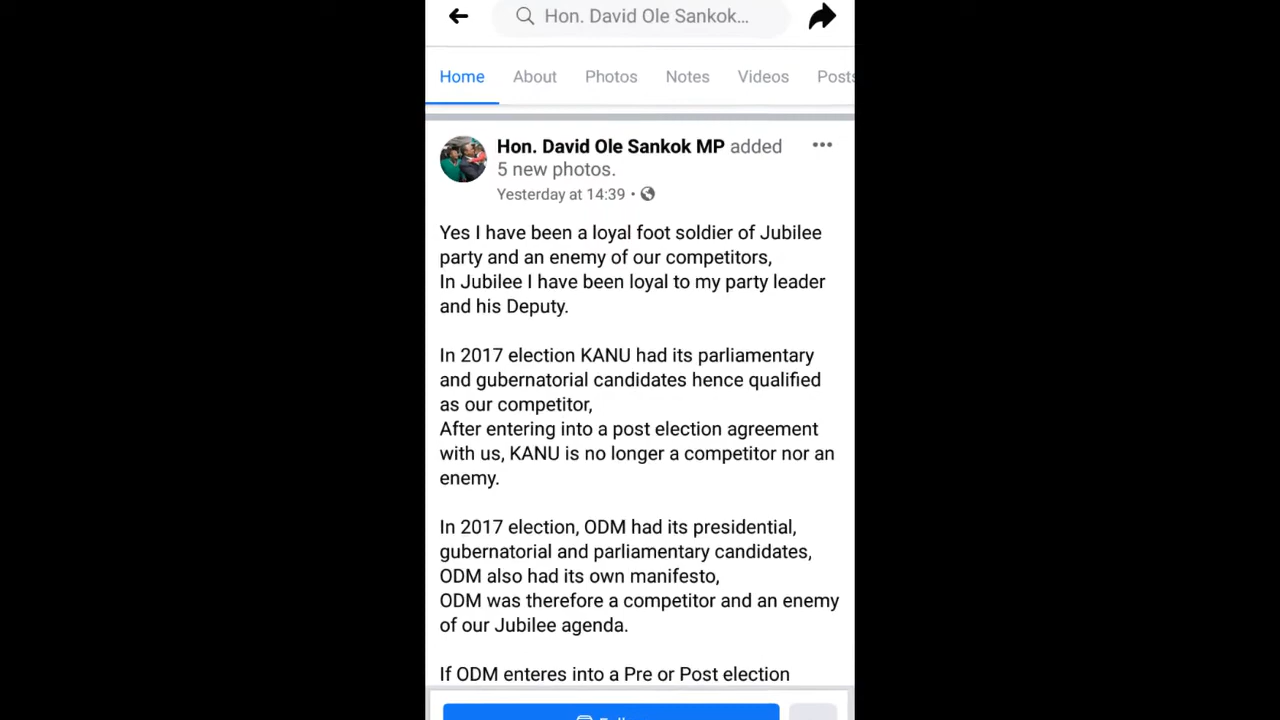 Hon. David Ole Sankok...
Home About Photos Notes Videos Posts
Hon. David Ole Sankok MP added
5 new photos.
Yesterday at 14:39 •
Yes I have been a loyal foot soldier of Jubilee
party and an enemy of our competitors,
In Jubilee I have been loyal to my party leader
and his Deputy.
In 2017 election KANU had its parliamentary
and gubernatorial candidates hence qualified
as our competitor,
After entering into a post election agreement
with us, KANU is no longer a competitor nor an
enemy.
In 2017 election, ODM had its presidential,
gubernatorial and parliamentary candidates,
ODM also had its own manifesto,
ODM was therefore a competitor and an enemy
of our Jubilee agenda.
If ODM enteres into a Pre or Post election